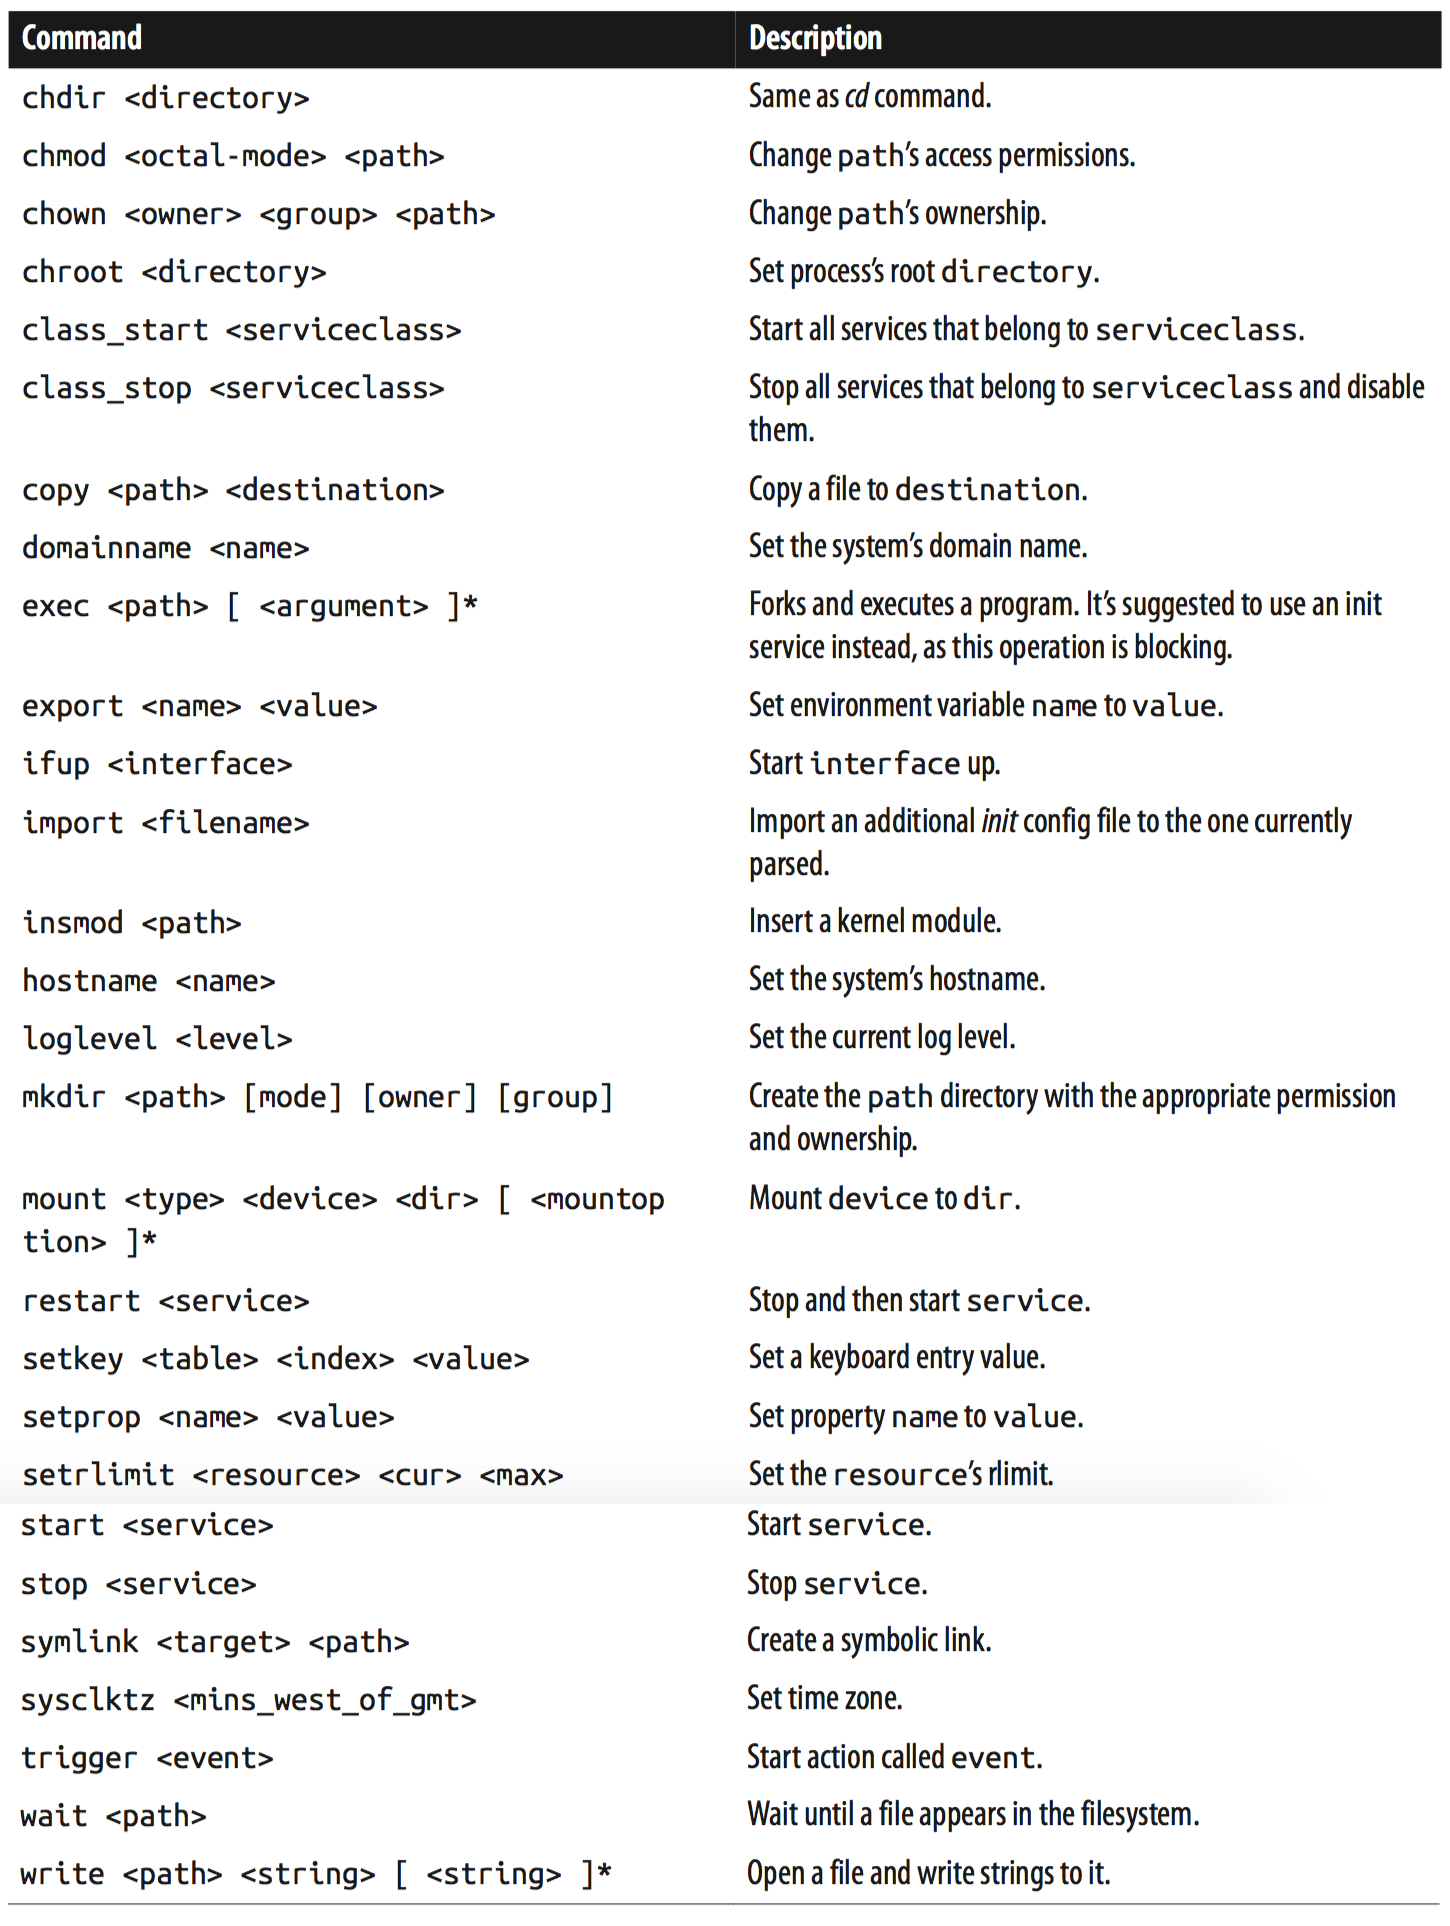 Command Description
chdir <directory> Same as cd command.
chmod <octal-mode> <path> Change path’s access permissions.
chown <owner> <group> <path> Change path’s ownership.
chroot <directory> Set process’s root directory.
class_start <serviceclass> Start all services that belong to serviceclass.
class_stop <serviceclass> Stop all services that belong to serviceclass and disable
them.
copy <path> <destination> Copy a file to destination.
domainname <name> Set the system’s domain name.
exec <path> [ <argument> ]* Forks and executes a program. It’s suggested to use an init
service instead, as this operation is blocking.
export <name> <value> Set environment variable name to value.
ifup <interface> Start interface up.
import <filename> Import an additional init config file to the one currently
parsed.
insmod <path> Insert a kernel module.
hostname <name> Set the system’s hostname.
loglevel <level> Set the current log level.
mkdir <path> [mode] [owner] [group] Create the path directory with the appropriate permission
and ownership.
mount <type> <device> <dir> [ <mountop Mount device to dir.
tion> ]*
restart <service> Stop and then start service.
setkey <table> <index> <value> Set a keyboard entry value.
setprop <name> <value> Set property name to value.
setrlimit <resource> <cur> <max> Set the resource’s rlimit.
start <service> Start service.
stop <service> Stop service.
symlink <target> <path> Create a symbolic link.
sysclktz <mins_west_of_gmt> Set time zone.
trigger <event> Start action called event.
wait <path> Wait until a file appears in the filesystem.
write <path> <string> [ <string> ]* Open a file and write strings to it.